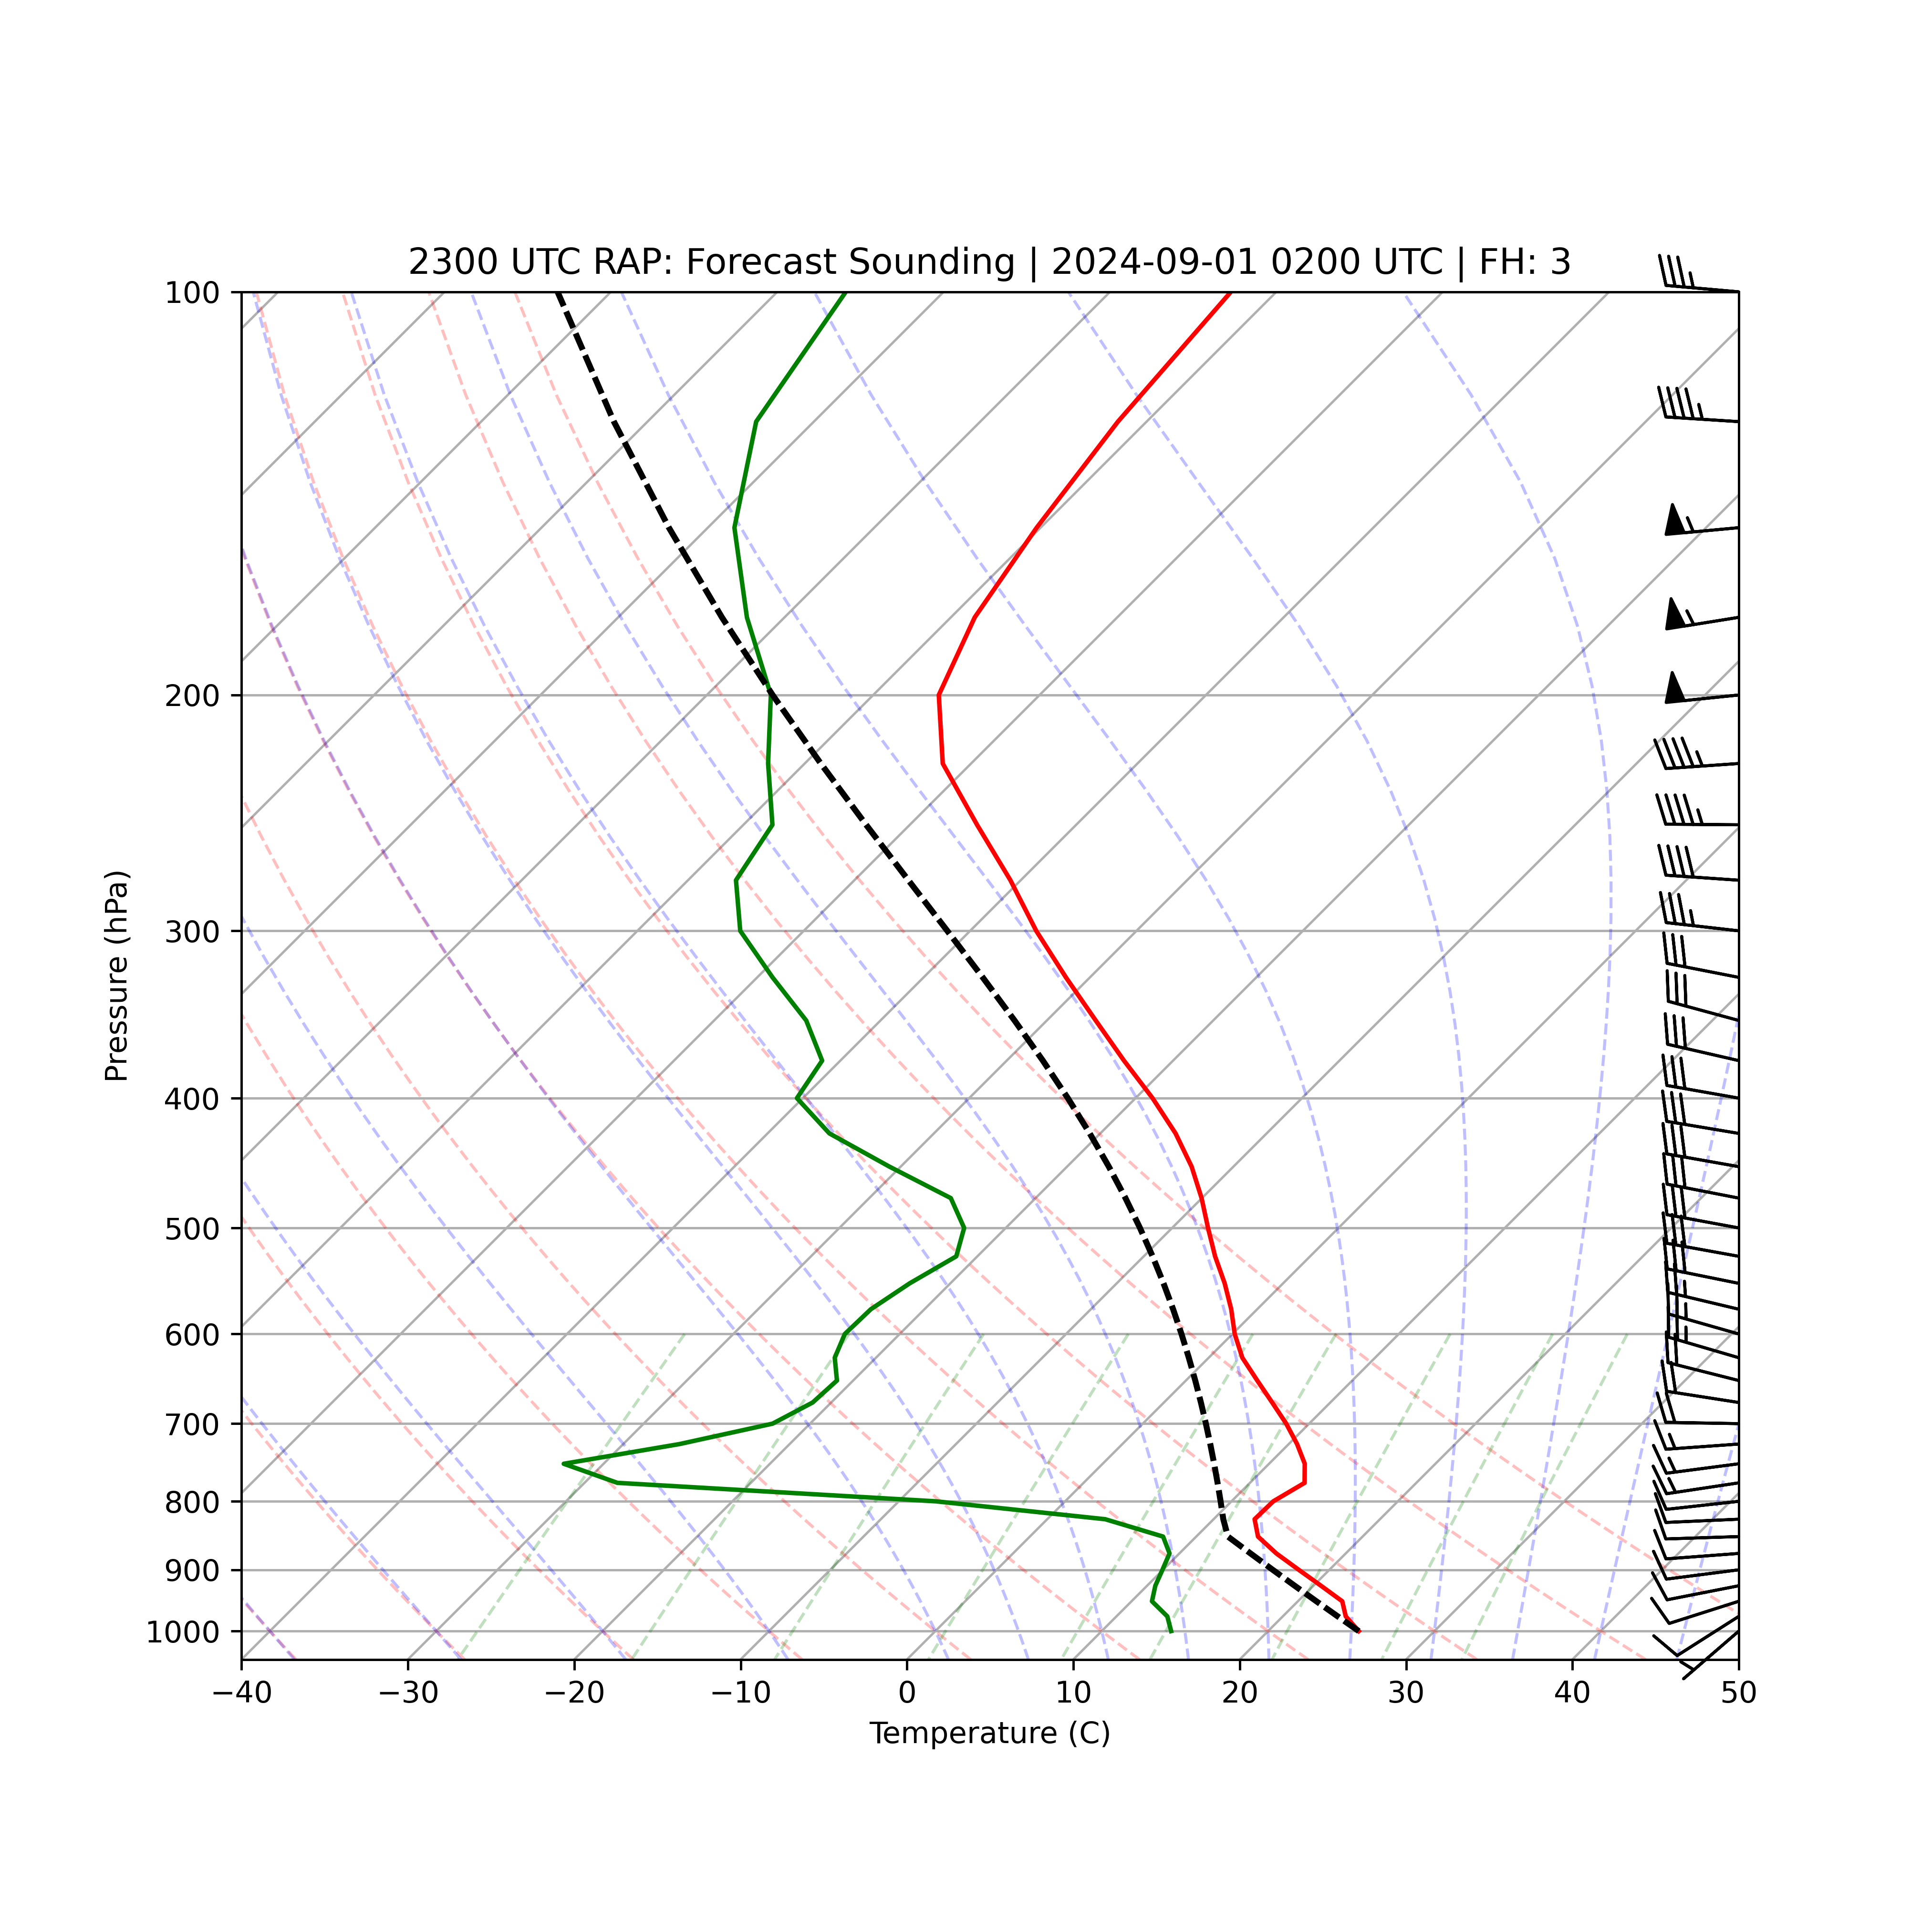 2300 UTC RAP: Forecast Sounding | 2024-09-01 0200 UTC | FH: 3
100
200
300
400
500
600
700
800
900
1000
Pressure (hPa)
−40 −30 −20 −10 0 10 20 30 40 50
Temperature (C)